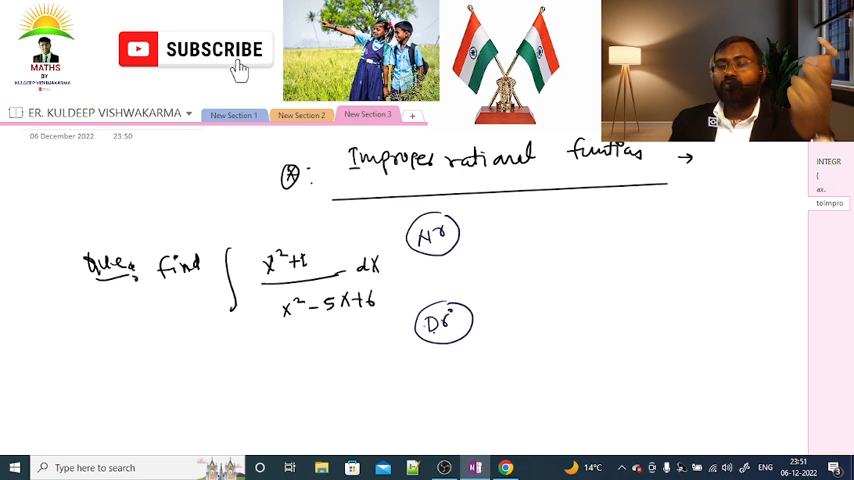 MATHS
BY
KULDEEP VISHWAKARMA
SUBSCRIBE
ER. KULDEEP VISHWAKARMA
New Section 1
New Section 2
New Section 3
+
06 December 2022 23:50
Improper rational →
INTEGR
{
ax.
toImpro
Nr
Que. find ∫ x²+1 dx
x² - 5x+6
Dr
Type here to search
14°C
ENG
23:51
06-12-2022
3